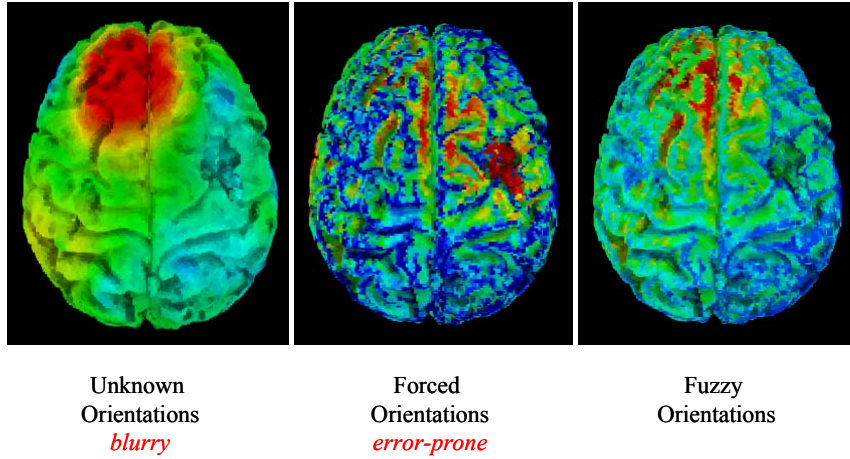 Unknown
Orientations
blurry
Forced
Orientations
error-prone
Fuzzy
Orientations